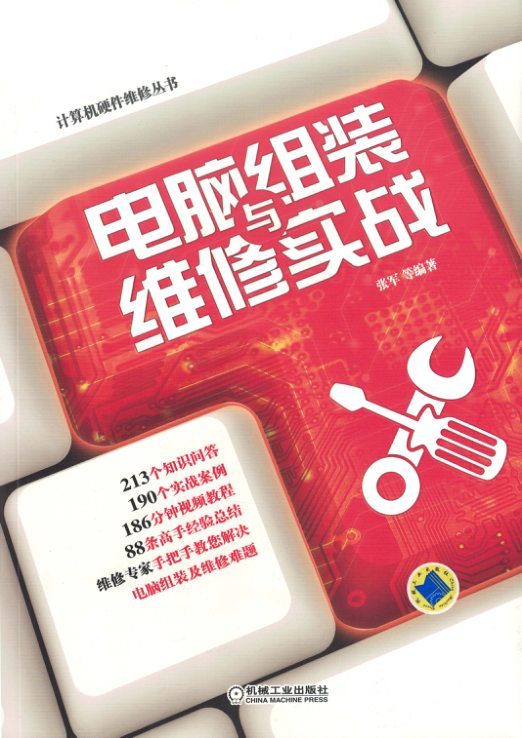 计算机硬件维修丛书
电脑组装
与
维修实战
张军 等编著
213个知识问答
190个实战案例
186分钟视频教程
88条高手经验总结
维修专家手把手教您解决
电脑组装及维修难题
机械工业出版社
CHINA MACHINE PRESS